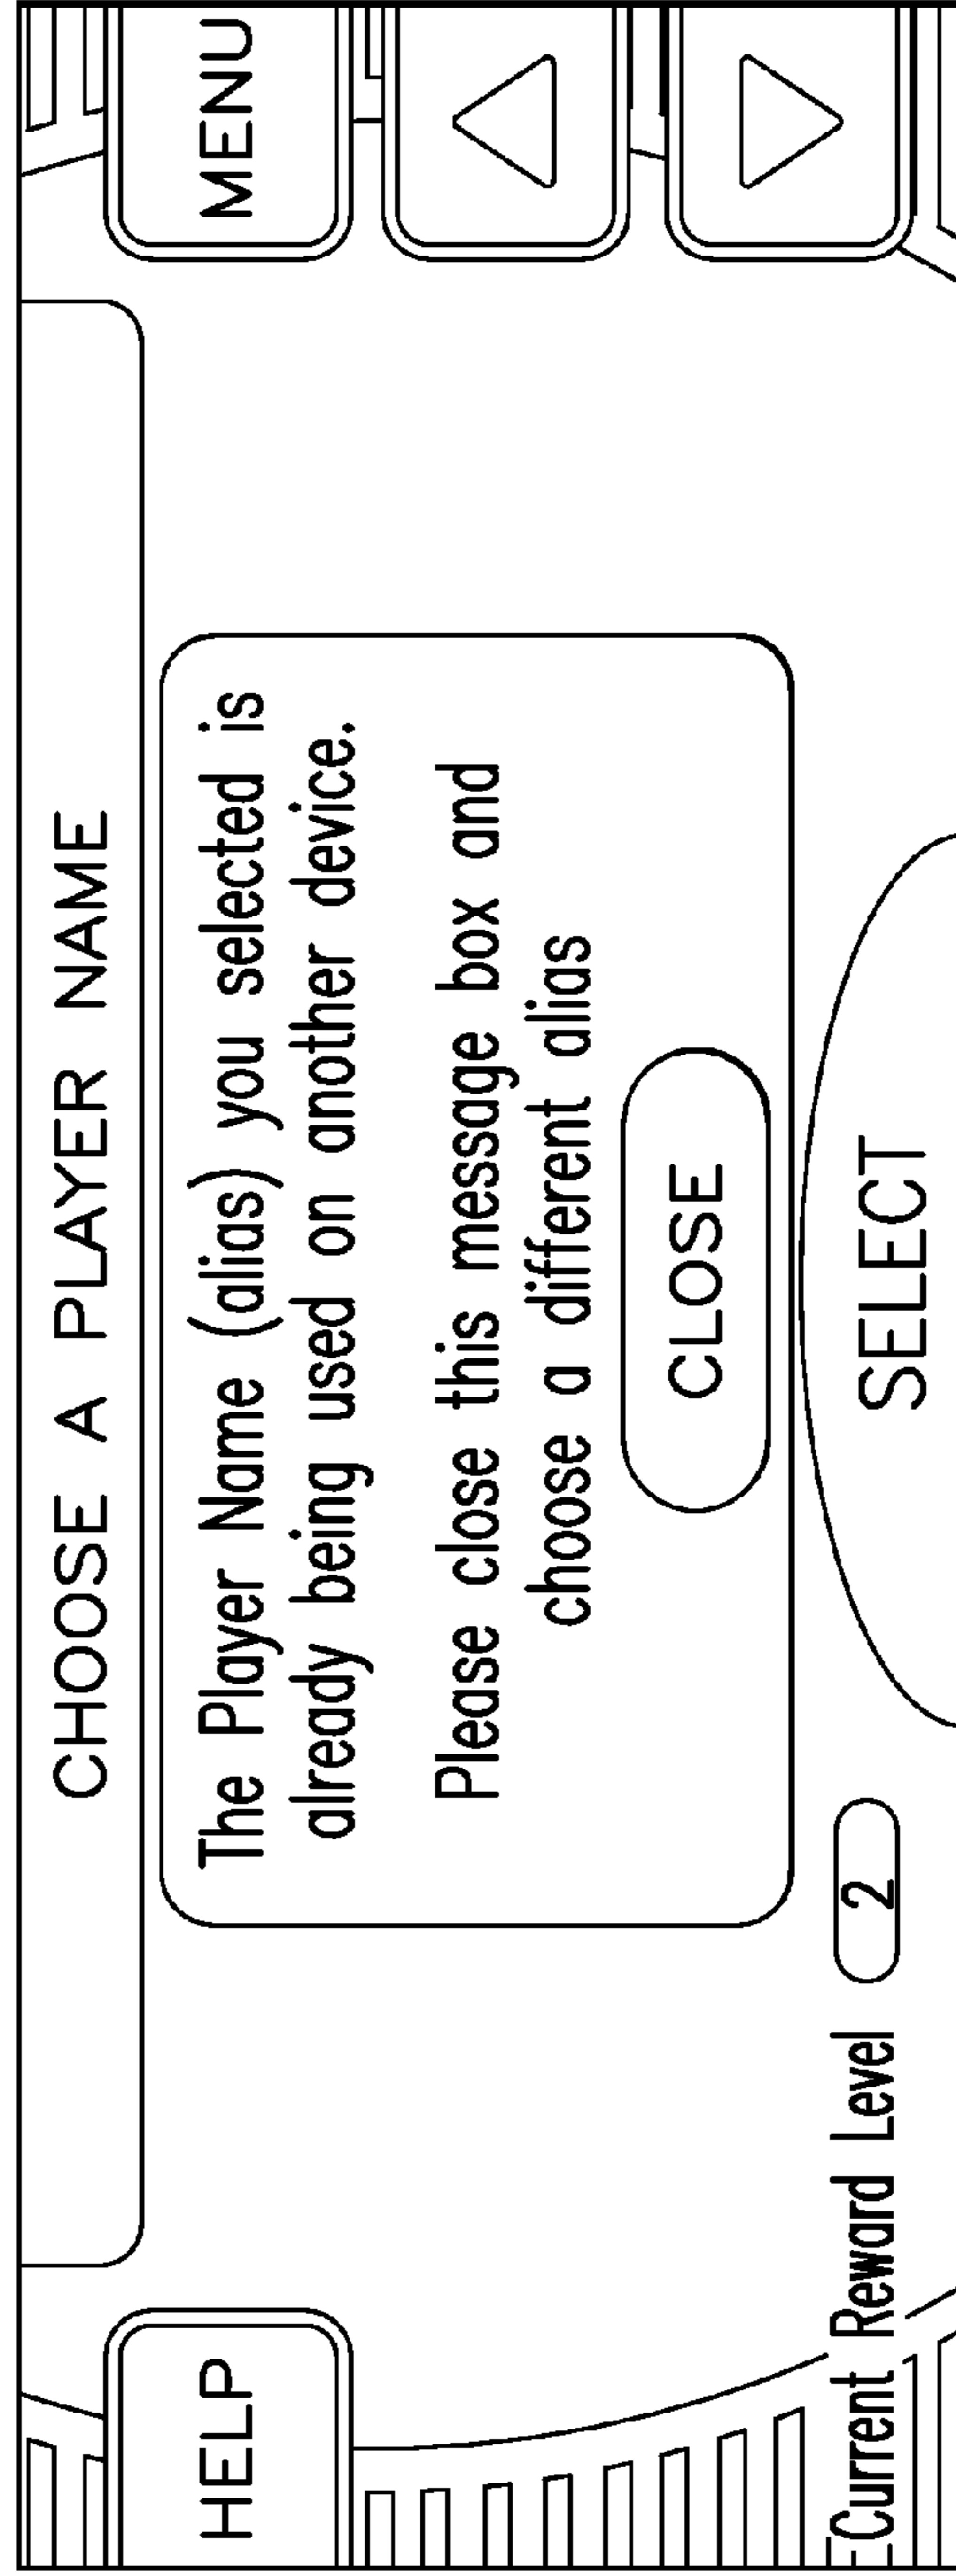 CHOOSE A PLAYER NAME
HELP
MENU
The Player Name (alias) you selected is
already being used on another device.
Please close this message box and
choose a different alias
CLOSE
Current Reward Level 2
SELECT